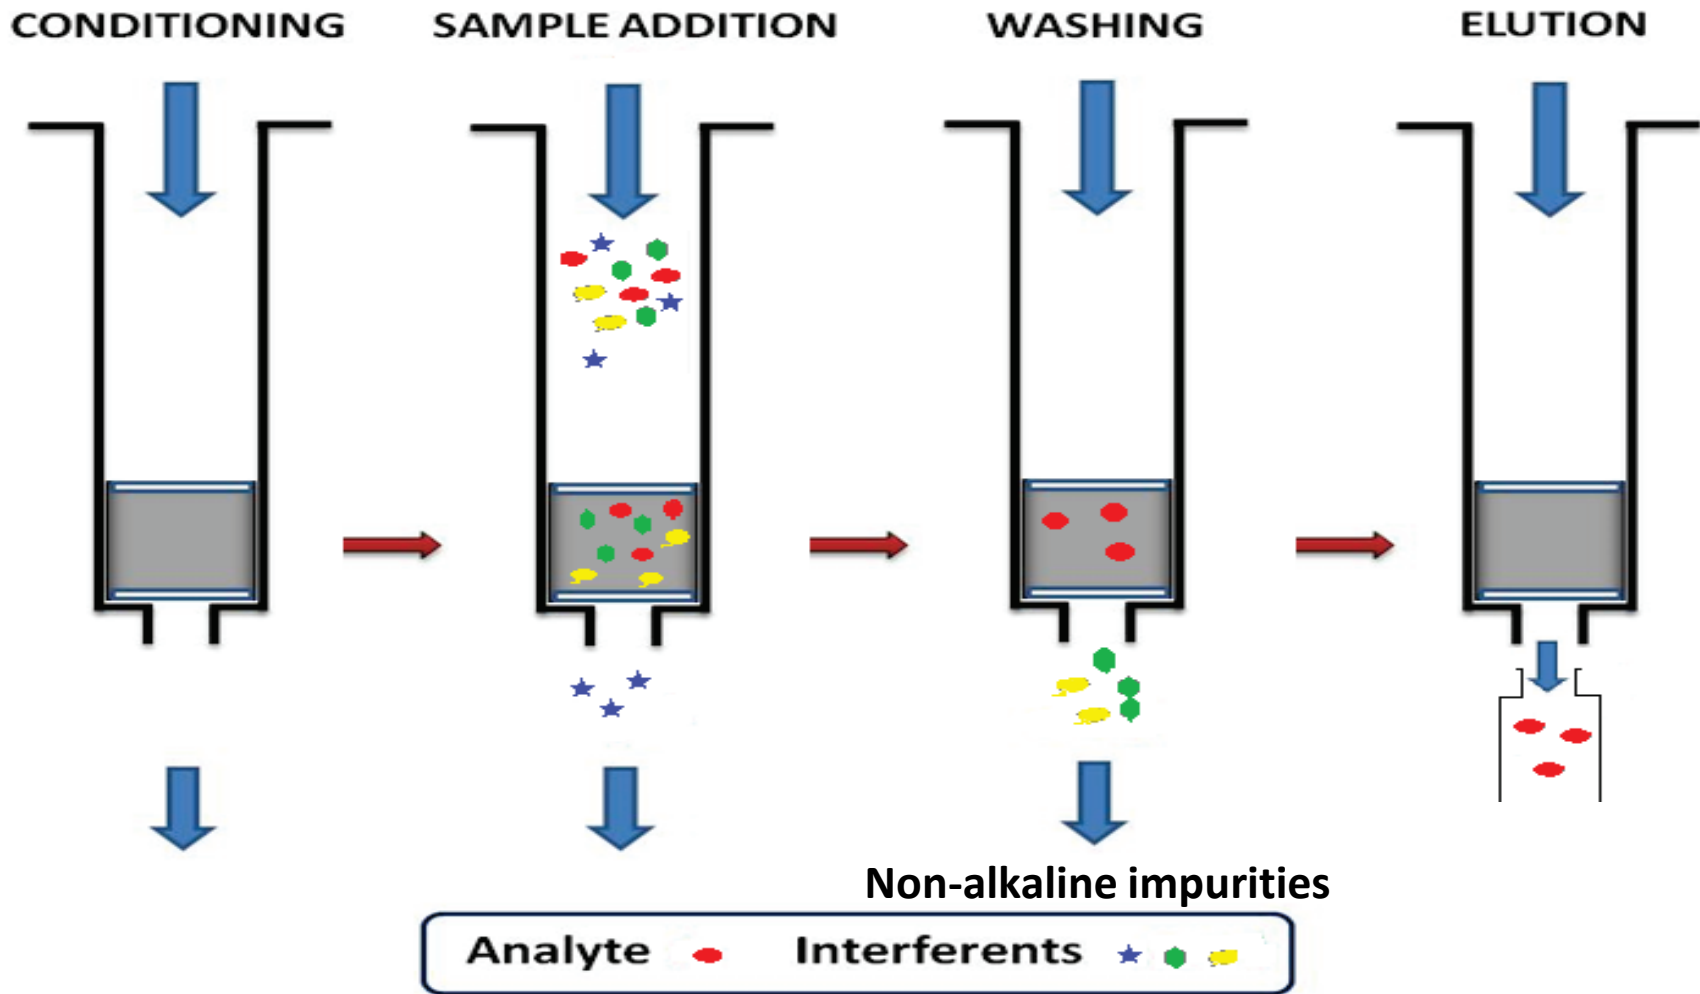 CONDITIONING
SAMPLE ADDITION
WASHING
ELUTION
Non-alkaline impurities
Analyte
Interferents